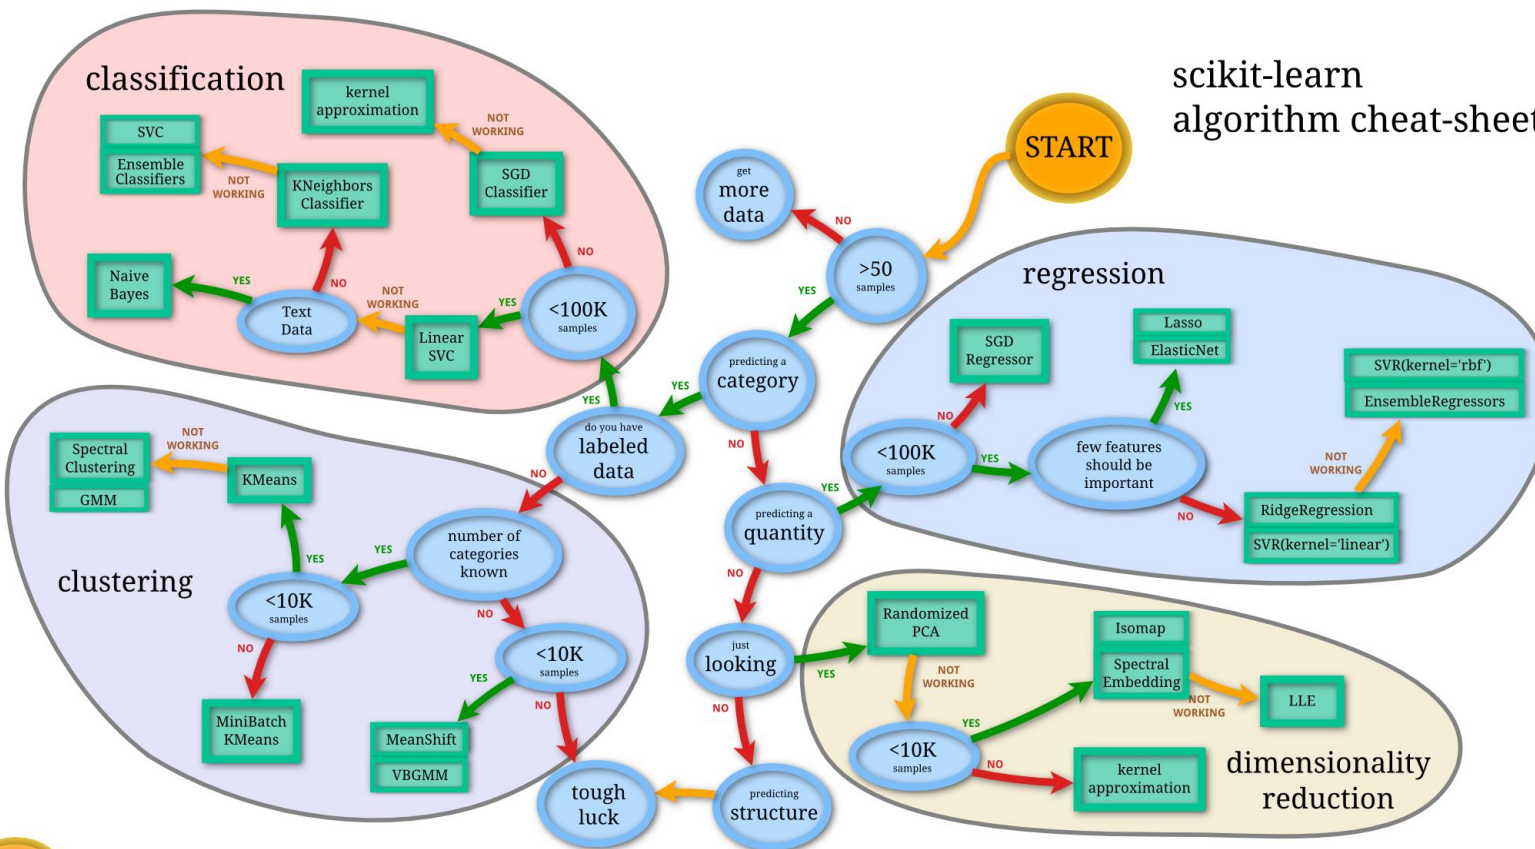 scikit-learn
algorithm cheat-sheet
START
classification
kernel
approximation
NOT
WORKING
SVC
Ensemble
Classifiers
NOT
WORKING
KNeighbors
Classifier
SGD
Classifier
NO
Naive
Bayes
YES
NO
Text
Data
NOT
WORKING
Linear
SVC
YES
<100K
samples
YES
get
more
data
NO
>50
samples
YES
predicting a
category
YES
do you have
labeled
data
NO
NO
predicting a
quantity
YES
NO
just
looking
YES
NO
predicting
structure
tough
luck
regression
SGD
Regressor
Lasso
ElasticNet
SVR(kernel='rbf')
EnsembleRegressors
NO
YES
<100K
samples
YES
few features
should be
important
NOT
WORKING
NO
RidgeRegression
SVR(kernel='linear')
clustering
Spectral
Clustering
GMM
NOT
WORKING
KMeans
YES
number of
categories
known
YES
<10K
samples
NO
NO
<10K
samples
YES
NO
MiniBatch
KMeans
MeanShift
VBGMM
dimensionality
reduction
Randomized
PCA
NOT
WORKING
Isomap
Spectral
Embedding
NOT
WORKING
LLE
YES
<10K
samples
NO
kernel
approximation